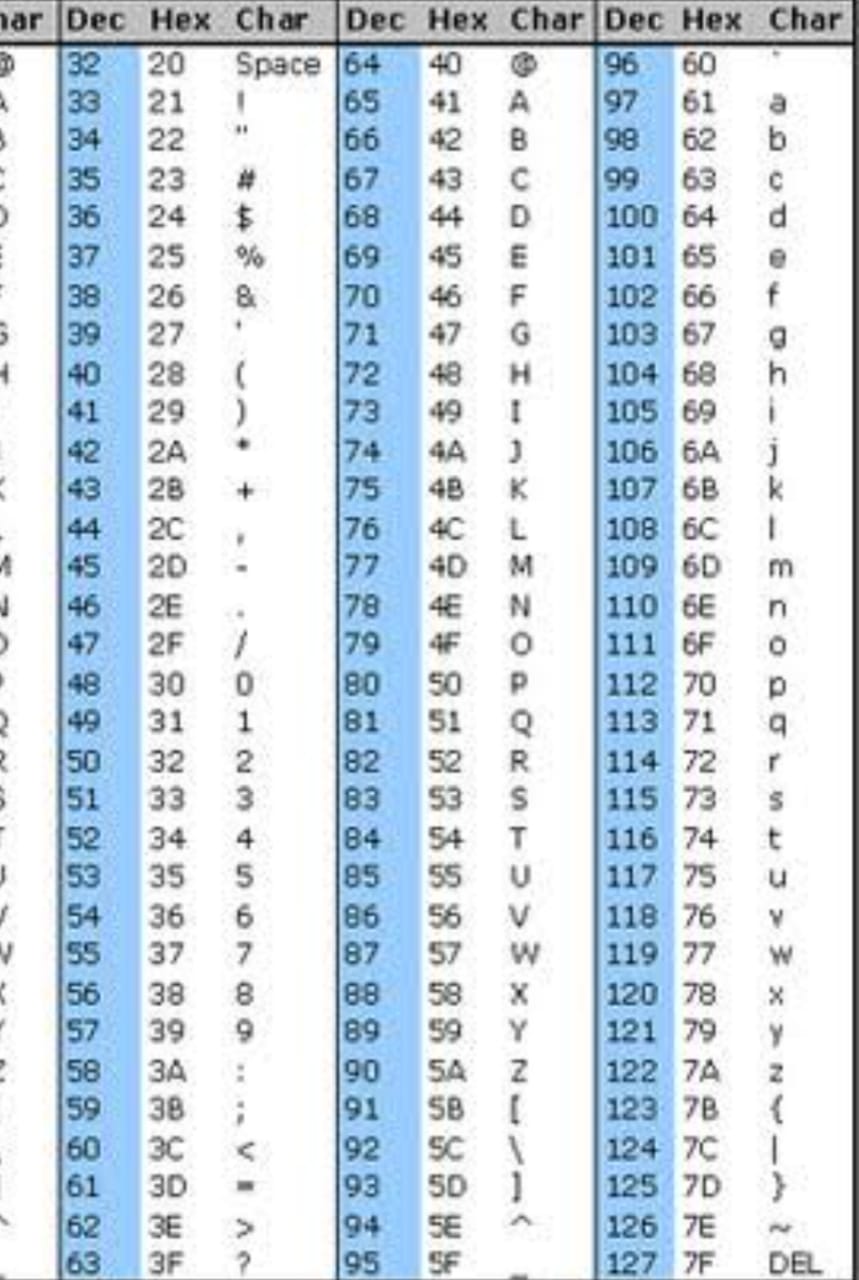 har Dec Hex Char Dec Hex Char Dec Hex Char
@ 32 20 Space 64 40 @ 96 60 `
A 33 21 ! 65 41 A 97 61 a
B 34 22 " 66 42 B 98 62 b
C 35 23 # 67 43 C 99 63 c
D 36 24 $ 68 44 D 100 64 d
E 37 25 % 69 45 E 101 65 e
F 38 26 & 70 46 F 102 66 f
G 39 27 ' 71 47 G 103 67 g
H 40 28 ( 72 48 H 104 68 h
41 29 ) 73 49 I 105 69 i
42 2A * 74 4A J 106 6A j
K 43 2B + 75 4B K 107 6B k
44 2C , 76 4C L 108 6C l
M 45 2D - 77 4D M 109 6D m
N 46 2E . 78 4E N 110 6E n
O 47 2F / 79 4F O 111 6F o
P 48 30 0 80 50 P 112 70 p
Q 49 31 1 81 51 Q 113 71 q
R 50 32 2 82 52 R 114 72 r
S 51 33 3 83 53 S 115 73 s
T 52 34 4 84 54 T 116 74 t
U 53 35 5 85 55 U 117 75 u
V 54 36 6 86 56 V 118 76 v
W 55 37 7 87 57 W 119 77 w
X 56 38 8 88 58 X 120 78 x
Y 57 39 9 89 59 Y 121 79 y
Z 58 3A : 90 5A Z 122 7A z
59 3B ; 91 5B [ 123 7B {
60 3C < 92 5C \ 124 7C |
61 3D = 93 5D ] 125 7D }
^ 62 3E > 94 5E ^ 126 7E ~
_ 63 3F ? 95 5F _ 127 7F DEL